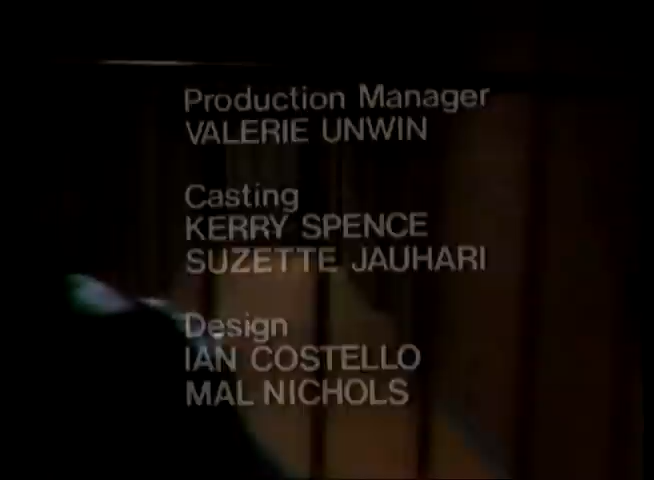 Production Manager
VALERIE UNWIN
Casting
KERRY SPENCE
SUZETTE JAUHARI
Design
IAN COSTELLO
MAL NICHOLS